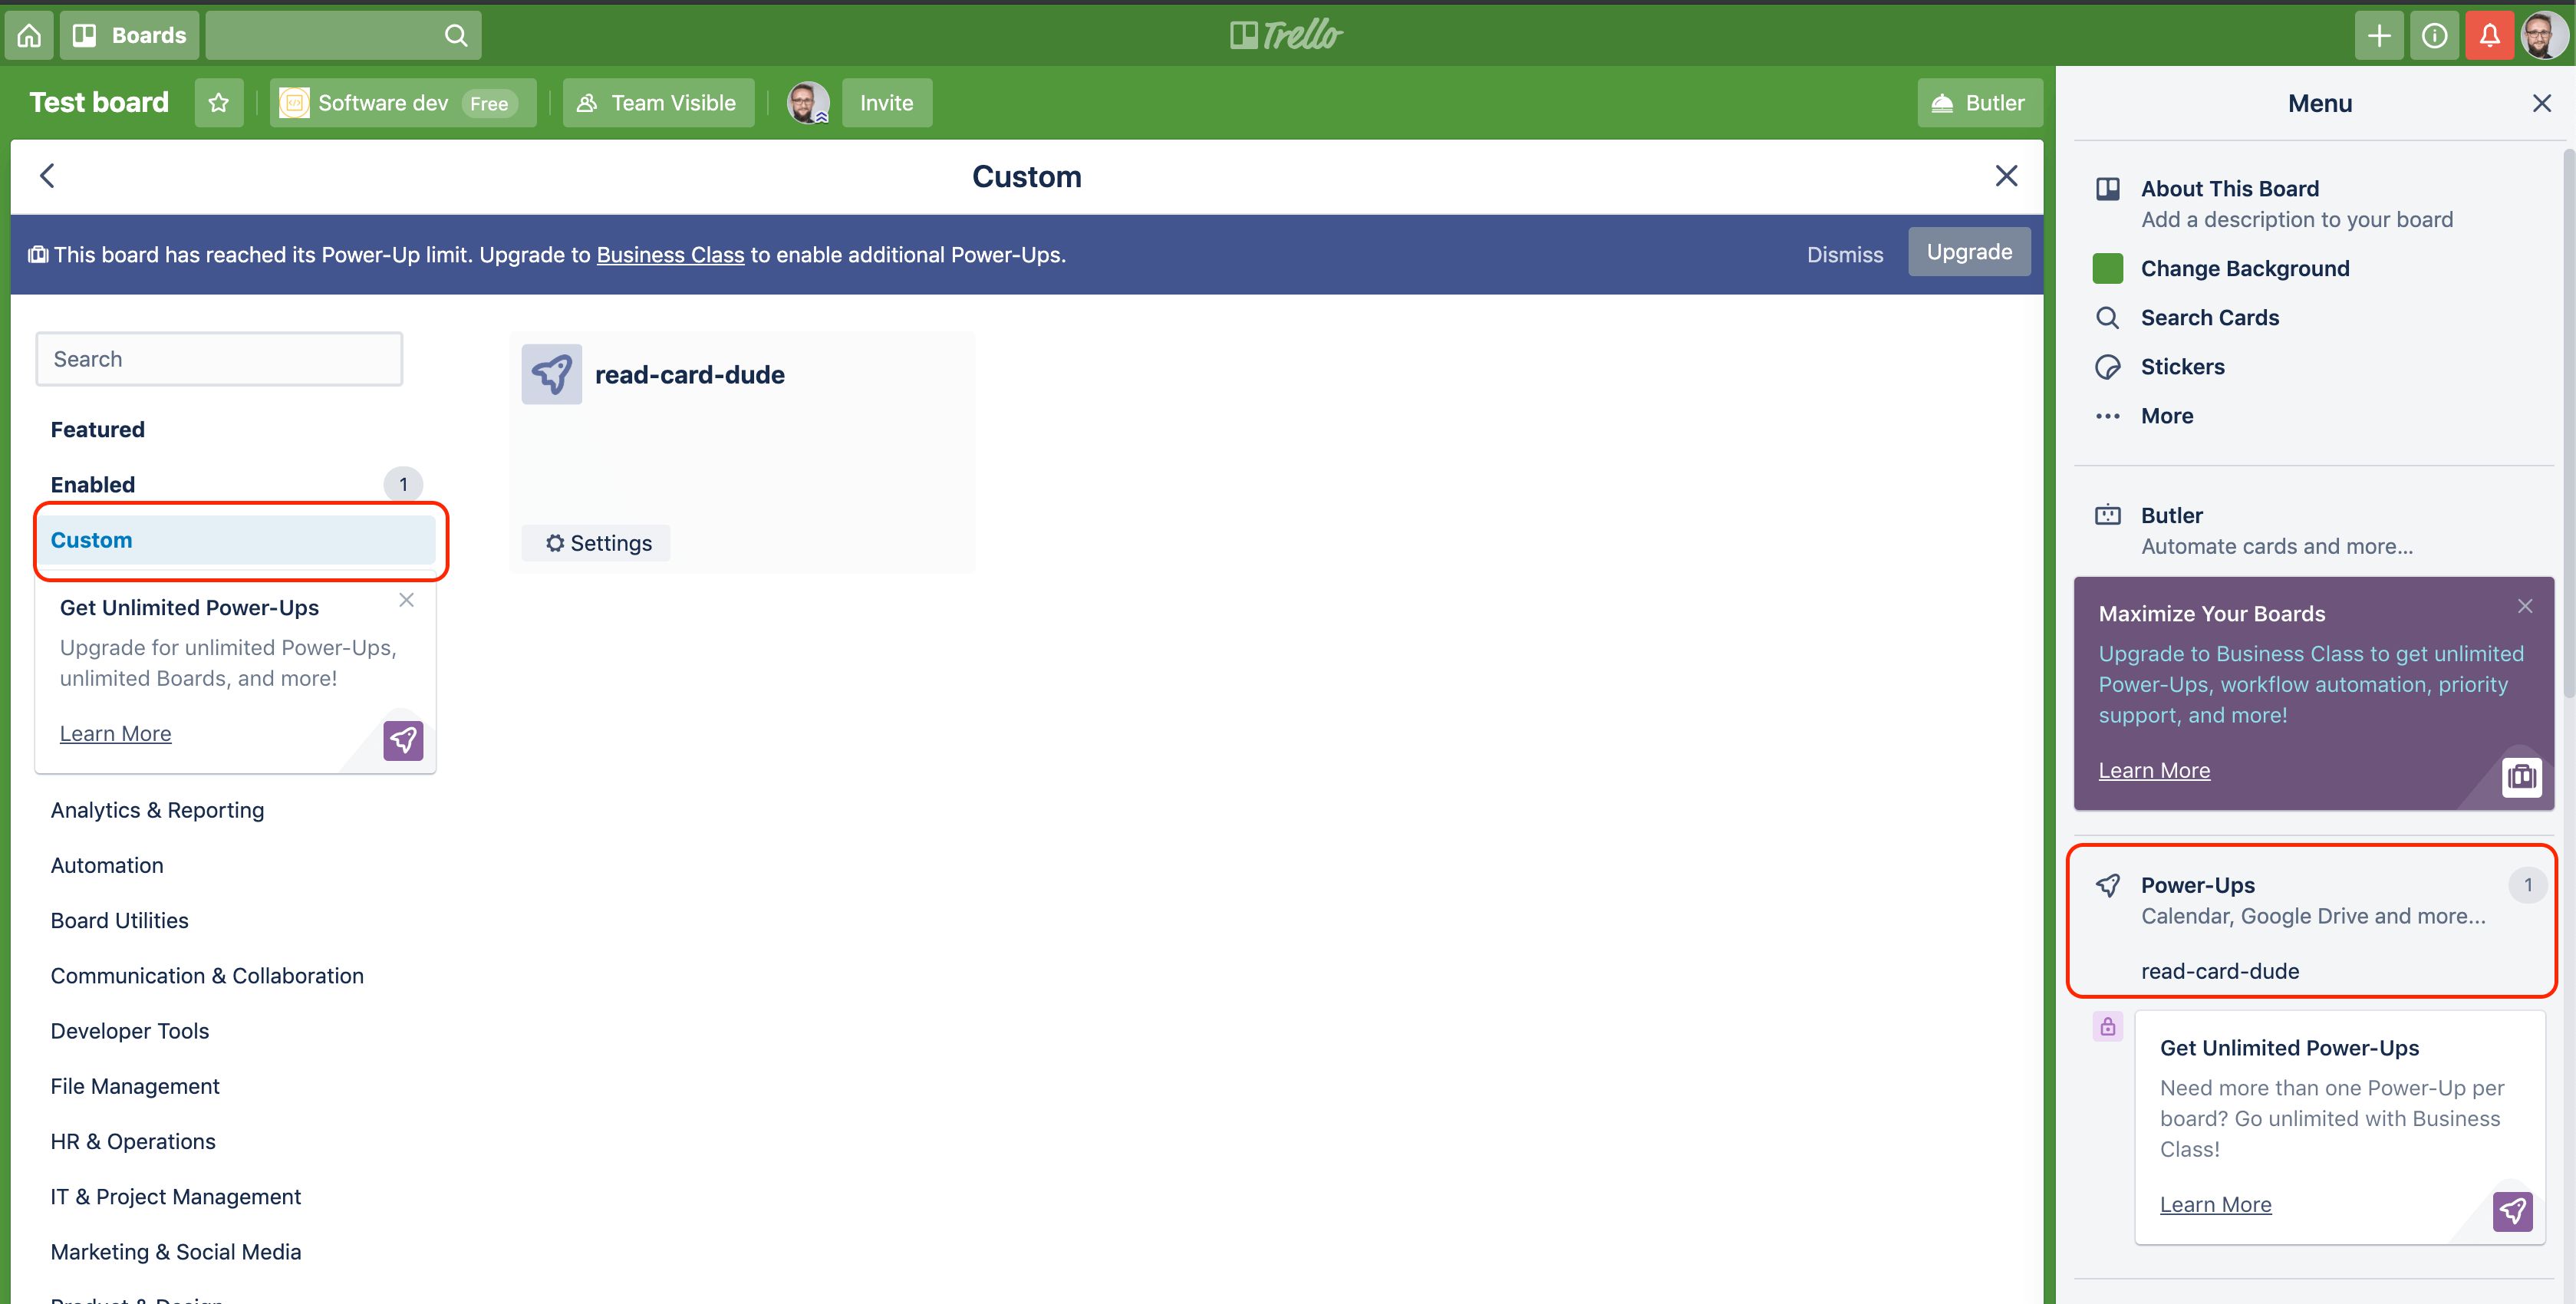 Boards
Trello
Test board
Software dev Free
Team Visible
Invite
Butler
Custom
This board has reached its Power-Up limit. Upgrade to Business Class to enable additional Power-Ups.
Dismiss
Upgrade
Search
Featured
Enabled 1
Custom
Get Unlimited Power-Ups
Upgrade for unlimited Power-Ups,
unlimited Boards, and more!
Learn More
Analytics & Reporting
Automation
Board Utilities
Communication & Collaboration
Developer Tools
File Management
HR & Operations
IT & Project Management
Marketing & Social Media
Product & Design
read-card-dude
Settings
Menu
About This Board
Add a description to your board
Change Background
Search Cards
Stickers
More
Butler
Automate cards and more...
Maximize Your Boards
Upgrade to Business Class to get unlimited
Power-Ups, workflow automation, priority
support, and more!
Learn More
Power-Ups 1
Calendar, Google Drive and more...
read-card-dude
Get Unlimited Power-Ups
Need more than one Power-Up per
board? Go unlimited with Business
Class!
Learn More